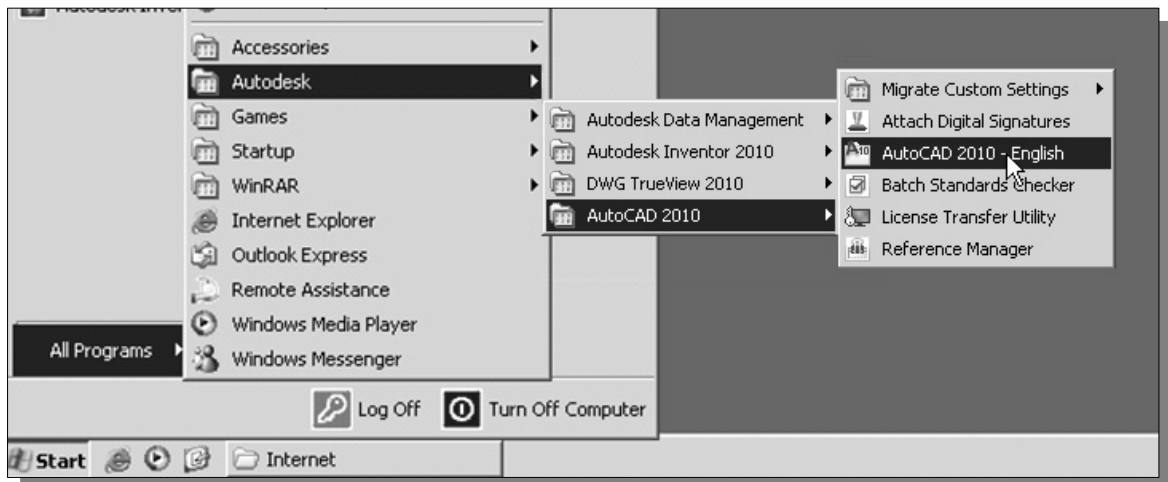 Autodesk Inver
Accessories
Autodesk
Games
Startup
WinRAR
Internet Explorer
Outlook Express
Remote Assistance
Windows Media Player
Windows Messenger
All Programs
Autodesk Data Management
Autodesk Inventor 2010
DWG TrueView 2010
AutoCAD 2010
Migrate Custom Settings
Attach Digital Signatures
AutoCAD 2010 - English
Batch Standards Checker
License Transfer Utility
Reference Manager
Log Off
Turn Off Computer
Start
Internet